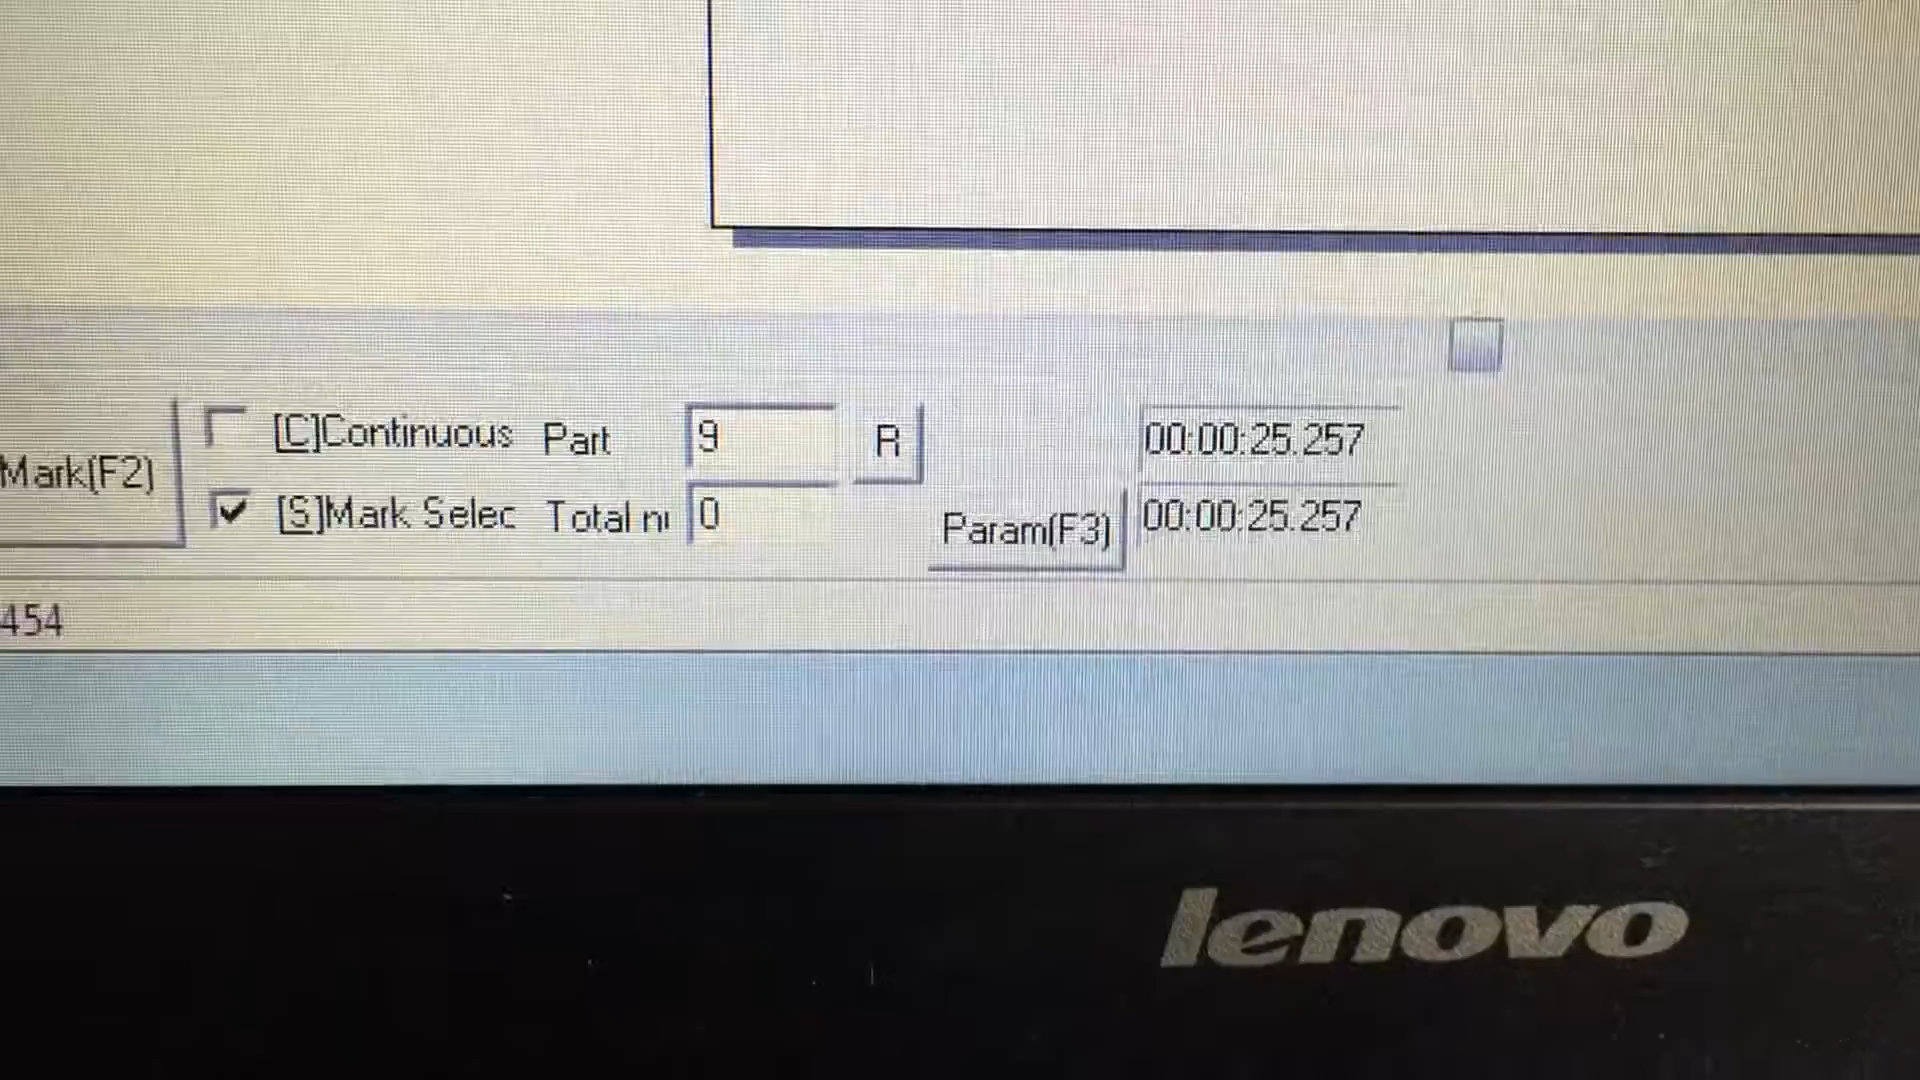 [C]Continuous Part 9 R 00:00:25.257
Mark(F2)
[S]Mark Selec Total nu 0 Param(F3) 00:00:25.257
454
lenovo